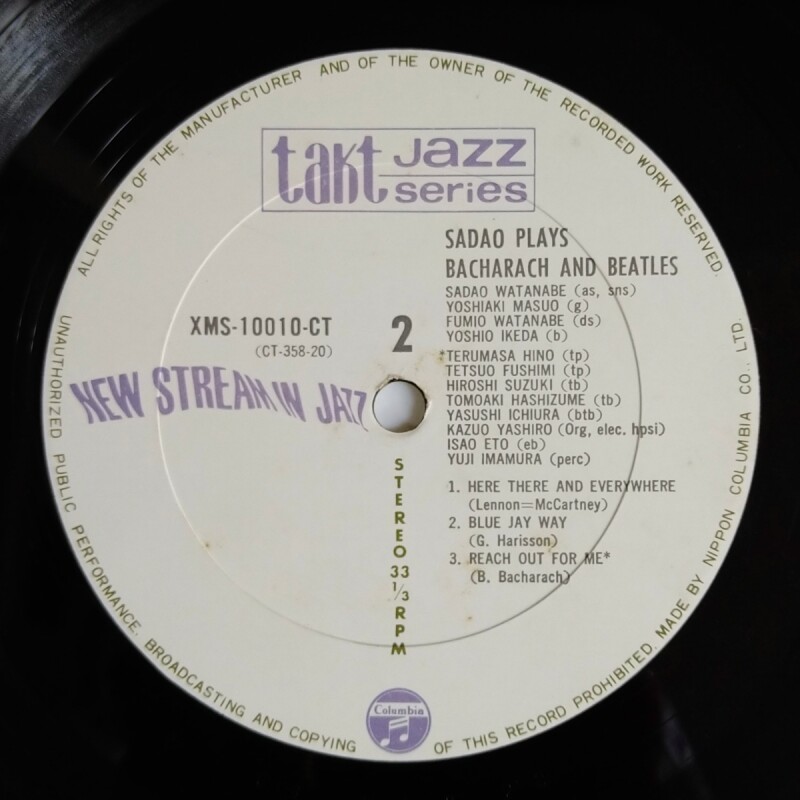 ALL RIGHTS OF THE MANUFACTURER AND OF THE OWNER OF THE RECORDED WORK RESERVED.
takt jazz series
SADAO PLAYS
BACHARACH AND BEATLES
SADAO WATANABE (as, sns)
YOSHIAKI MASUO (g)
FUMIO WATANABE (ds)
YOSHIO IKEDA (b)
XMS-10010-CT
(CT-358-20)
2
*TERUMASA HINO (tp)
TETSUO FUSHIMI (tp)
HIROSHI SUZUKI (tb)
TOMOAKI HASHIZUME (tb)
YASUSHI ICHIURA (btb)
KAZUO YASHIRO (Org, elec. hpsi)
ISAO ETO (eb)
YUJI IMAMURA (perc)
NEW STREAM IN JAZZ
1. HERE THERE AND EVERYWHERE
(Lennon=McCartney)
2. BLUE JAY WAY
(G. Harisson)
3. REACH OUT FOR ME*
(B. Bacharach)
STEREO 33 1/3 RPM
Columbia
UNAUTHORIZED PUBLIC PERFORMANCE, BROADCASTING AND COPYING OF THIS RECORD PROHIBITED. MADE BY NIPPON COLUMBIA CO., LTD.